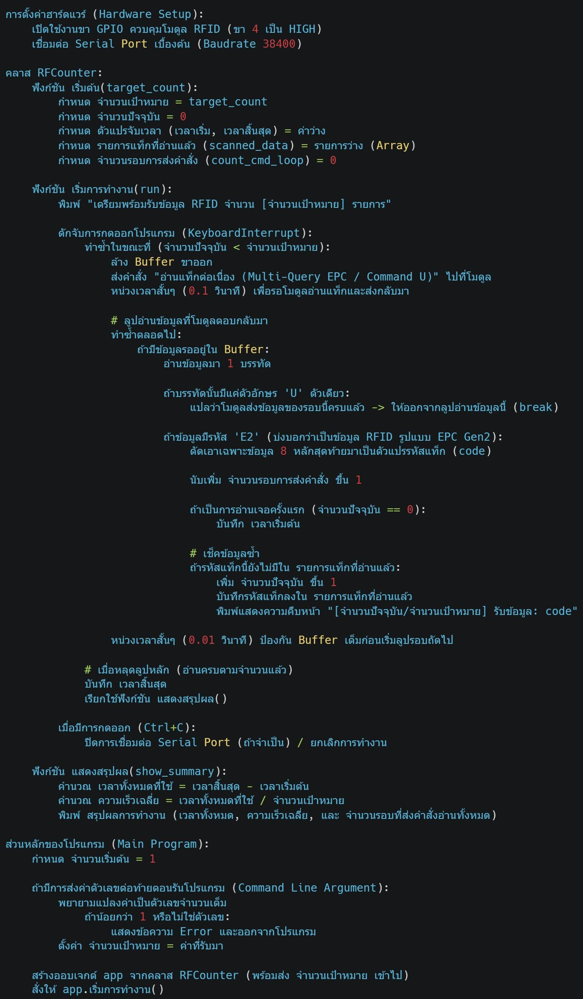 การตั้งค่าฮาร์ดแวร์ (Hardware Setup):
เปิดใช้งานขา GPIO ควบคุมโมดูล RFID (ขา 4 เป็น HIGH)
เชื่อมต่อ Serial Port เบื้องต้น (Baudrate 38400)
คลาส RFCounter:
ฟังก์ชัน เริ่มต้น(target_count):
กำหนด จำนวนเป้าหมาย = target_count
กำหนด จำนวนปัจจุบัน = 0
กำหนด ตัวแปรจับเวลา (เวลาเริ่ม, เวลาสิ้นสุด) = ค่าว่าง
กำหนด รายการแท็กที่อ่านแล้ว (scanned_data) = รายการว่าง (Array)
กำหนด จำนวนรอบการส่งคำสั่ง (count_cmd_loop) = 0
ฟังก์ชัน เริ่มการทำงาน(run):
พิมพ์ "เตรียมพร้อมรับข้อมูล RFID จำนวน [จำนวนเป้าหมาย] รายการ"
ดักจับการกดออกโปรแกรม (KeyboardInterrupt):
ทำซ้ำในขณะที่ (จำนวนปัจจุบัน < จำนวนเป้าหมาย):
ล้าง Buffer ขาออก
ส่งคำสั่ง "อ่านแท็กต่อเนื่อง (Multi-Query EPC / Command U)" ไปที่โมดูล
หน่วงเวลาสั้นๆ (0.1 วินาที) เพื่อรอโมดูลอ่านแท็กและส่งกลับมา
# ลูปอ่านข้อมูลที่โมดูลตอบกลับมา
ทำซ้ำตลอดไป:
ถ้ามีข้อมูลรออยู่ใน Buffer:
อ่านข้อมูลมา 1 บรรทัด
ถ้าบรรทัดนั้นมีแค่ตัวอักษร 'U' ตัวเดียว:
แปลว่าโมดูลส่งข้อมูลของรอบนี้ครบแล้ว -> ให้ออกจากลูปอ่านข้อมูลนี้ (break)
ถ้าข้อมูลมีรหัส 'E2' (บ่งบอกว่าเป็นข้อมูล RFID รูปแบบ EPC Gen2):
ตัดเอาเฉพาะข้อมูล 8 หลักสุดท้ายมาเป็นตัวแปรรหัสแท็ก (code)
นับเพิ่ม จำนวนรอบการส่งคำสั่ง ขึ้น 1
ถ้าเป็นการอ่านเจอครั้งแรก (จำนวนปัจจุบัน == 0):
บันทึก เวลาเริ่มต้น
# เช็คข้อมูลซ้ำ
ถ้ารหัสแท็กนี้ยังไม่มีใน รายการแท็กที่อ่านแล้ว:
เพิ่ม จำนวนปัจจุบัน ขึ้น 1
บันทึกรหัสแท็กลงใน รายการแท็กที่อ่านแล้ว
พิมพ์แสดงความคืบหน้า "[จำนวนปัจจุบัน/จำนวนเป้าหมาย] รับข้อมูล: code"
หน่วงเวลาสั้นๆ (0.01 วินาที) ป้องกัน Buffer เต็มก่อนเริ่มลูปรอบถัดไป
# เมื่อหลุดลูปหลัก (อ่านครบตามจำนวนแล้ว)
บันทึก เวลาสิ้นสุด
เรียกใช้ฟังก์ชัน แสดงสรุปผล()
เมื่อมีการกดออก (Ctrl+C):
ปิดการเชื่อมต่อ Serial Port (ถ้าจำเป็น) / ยกเลิกการทำงาน
ฟังก์ชัน แสดงสรุปผล(show_summary):
คำนวณ เวลาทั้งหมดที่ใช้ = เวลาสิ้นสุด - เวลาเริ่มต้น
คำนวณ ความเร็วเฉลี่ย = เวลาทั้งหมดที่ใช้ / จำนวนเป้าหมาย
พิมพ์ สรุปผลการทำงาน (เวลาทั้งหมด, ความเร็วเฉลี่ย, และ จำนวนรอบที่ส่งคำสั่งอ่านทั้งหมด)
ส่วนหลักของโปรแกรม (Main Program):
กำหนด จำนวนเริ่มต้น = 1
ถ้ามีการส่งค่าตัวเลขต่อท้ายตอนรันโปรแกรม (Command Line Argument):
พยายามแปลงค่าเป็นตัวเลขจำนวนเต็ม
ถ้าน้อยกว่า 1 หรือไม่ใช่ตัวเลข:
แสดงข้อความ Error และออกจากโปรแกรม
ตั้งค่า จำนวนเป้าหมาย = ค่าที่รับมา
สร้างออบเจกต์ app จากคลาส RFCounter (พร้อมส่ง จำนวนเป้าหมาย เข้าไป)
สั่งให้ app.เริ่มการทำงาน()